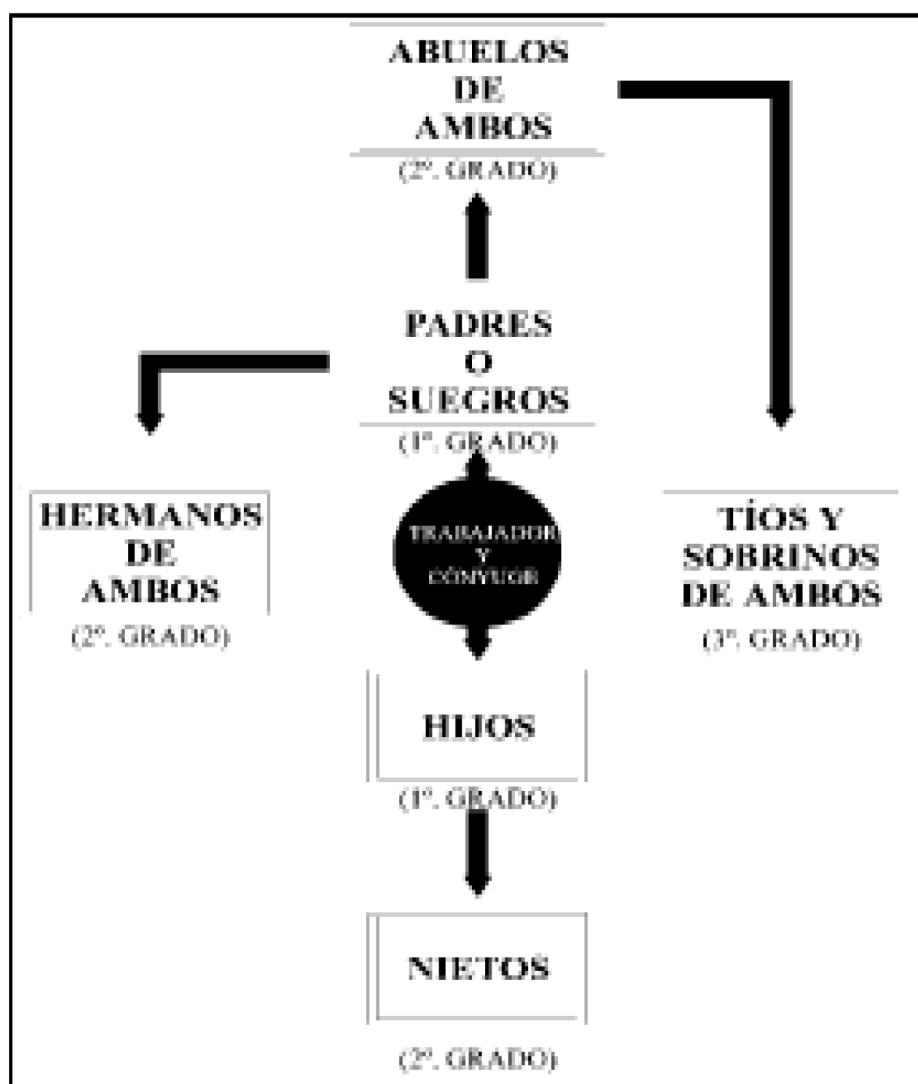 ABUELOS
DE
AMBOS
(2º. GRADO)
PADRES
O
SUEGROS
(1º. GRADO)
HERMANOS
DE
AMBOS
(2º. GRADO)
TRABAJADOR
Y
CÓNYUGE
TÍOS Y
SOBRINOS
DE AMBOS
(3º. GRADO)
HIJOS
(1º. GRADO)
NIETOS
(2º. GRADO)